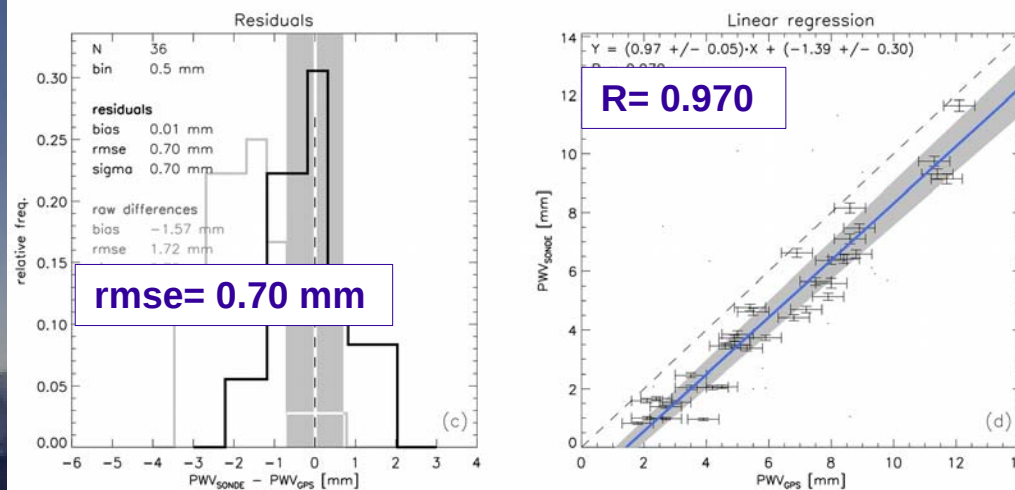 Residuals
N 36
bin 0.5 mm
residuals
bias 0.01 mm
rmse 0.70 mm
sigma 0.70 mm
raw differences
bias −1.57 mm
rmse 1.72 mm
rmse= 0.70 mm
relative freq.
0.30
0.25
0.20
0.15
0.10
0.05
0.00
(c)
−6 −5 −4 −3 −2 −1 0 1 2 3 4
PWV_SONDE − PWV_GPS [mm]
Linear regression
Y = (0.97 +/− 0.05)·X + (−1.39 +/− 0.30)
R= 0.970
PWV_SONDE [mm]
14
12
10
8
6
4
2
0
(d)
0 2 4 6 8 10 12 14
PWV_GPS [mm]